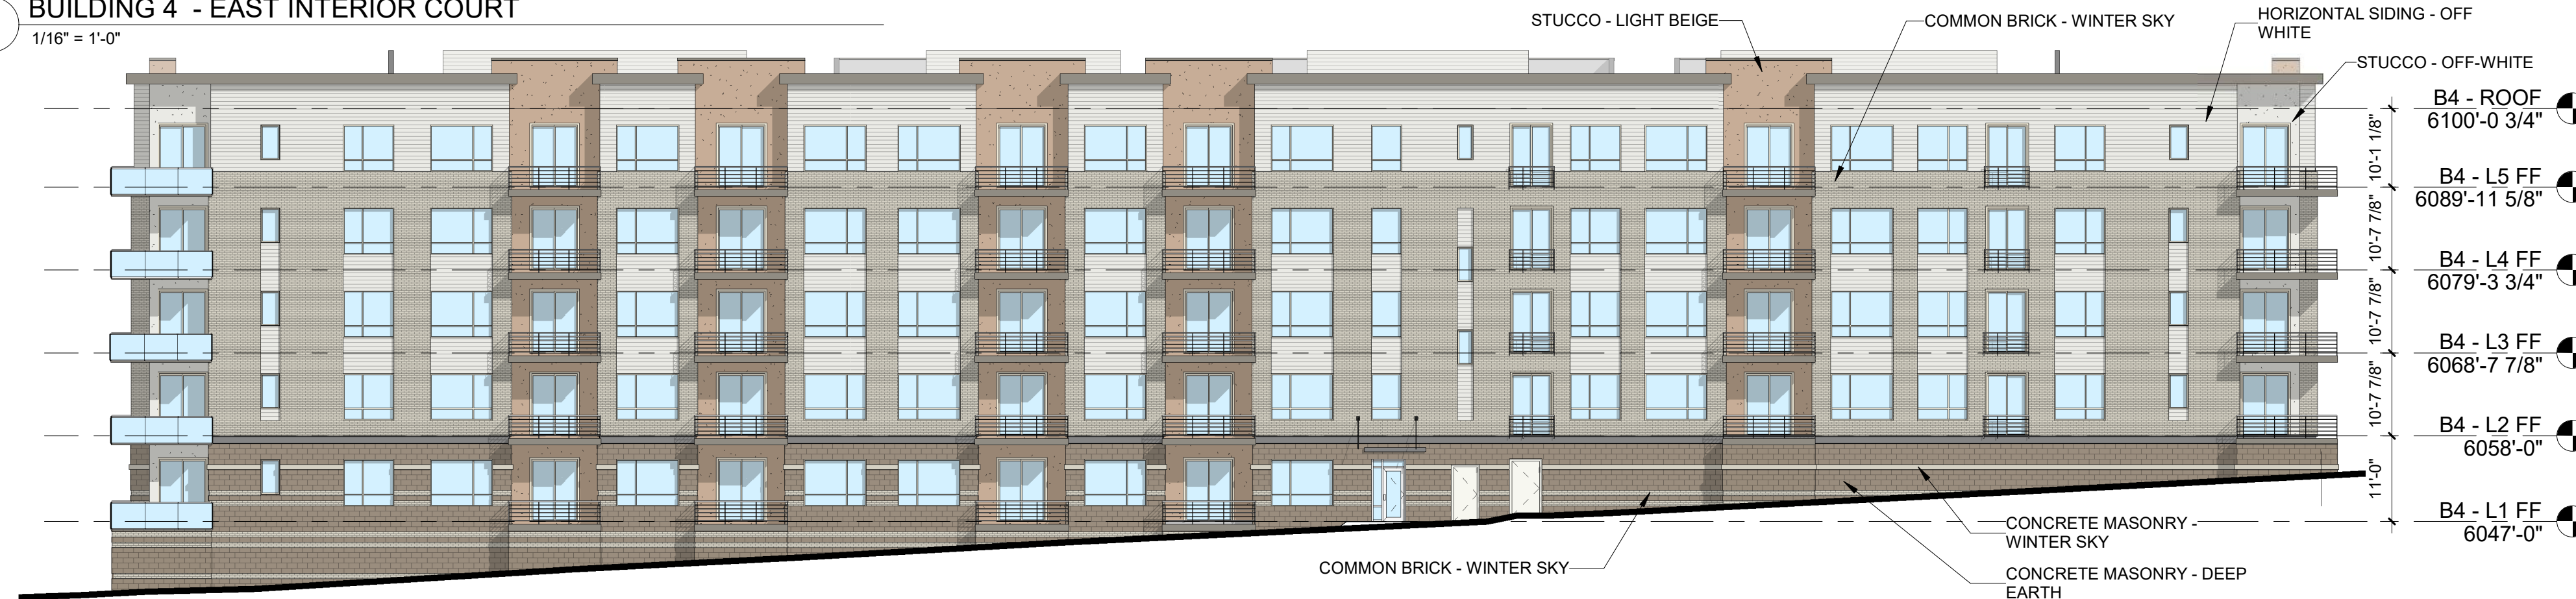 BUILDING 4 - EAST INTERIOR COURT
1/16" = 1'-0"
STUCCO - LIGHT BEIGE
COMMON BRICK - WINTER SKY
HORIZONTAL SIDING - OFF
WHITE
STUCCO - OFF-WHITE
B4 - ROOF
6100'-0 3/4"
10'-1 1/8"
B4 - L5 FF
6089'-11 5/8"
10'-7 7/8"
B4 - L4 FF
6079'-3 3/4"
10'-7 7/8"
B4 - L3 FF
6068'-7 7/8"
10'-7 7/8"
B4 - L2 FF
6058'-0"
11'-0"
B4 - L1 FF
6047'-0"
CONCRETE MASONRY -
WINTER SKY
COMMON BRICK - WINTER SKY
CONCRETE MASONRY - DEEP
EARTH